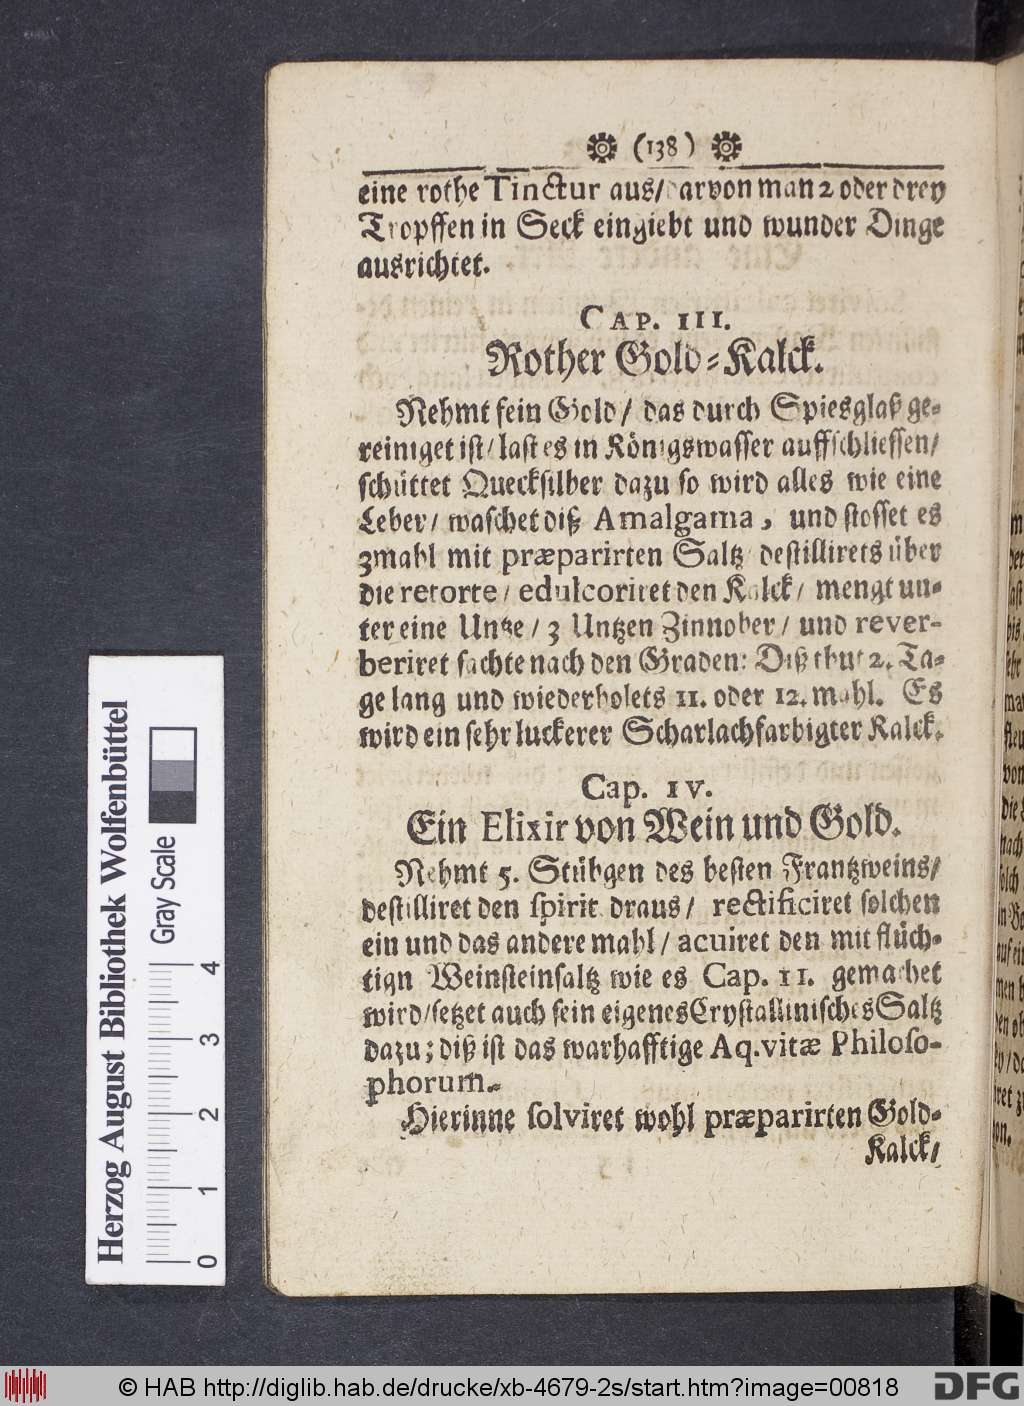 (138)
eine rothe Tinctur aus/darvon man 2 oder drey
Tropffen in Seck eingiebt und wunder Dinge
ausrichtet.
CAP. III.
Rother Gold=Kalck.
Nehmt fein Gold / das durch Spiesglaß ge=
reiniget ist/ last es in Königswasser auffschliessen/
schüttet Quecksilber dazu so wird alles wie eine
Leber/ waschet diß Amalgama, und stosset es
3mahl mit præparirten Saltz destillirets über
die retorte/ edulcoriret den Kalck/ mengt un=
ter eine Untze / 3 Untzen Zinnober/ und rever-
beriret sachte nach den Graden: Diß thut 2. Ta=
ge lang und wiederholets 11. oder 12. mahl. Es
wird ein sehr luckerer Scharlachfarbigter Kalck.
Cap. IV.
Ein Elixir von Wein und Gold.
Nehmt 5. Stübgen des besten Frantzweins/
destilliret den spirit draus/ rectificiret solchen
ein und das andere mahl/ acuiret den mit flüch=
tign Weinsteinsaltz wie es Cap. II. gemachet
wird/setzet auch sein eigenes Crystallinisches Saltz
dazu; diß ist das warhafftige Aq.vitæ Philoso-
phorum.
Hierinne solviret wohl præparirten Gold=
Kalck/
Herzog August Bibliothek Wolfenbüttel
Gray Scale
0 1 2 3 4
© HAB http://diglib.hab.de/drucke/xb-4679-2s/start.htm?image=00818
DFG